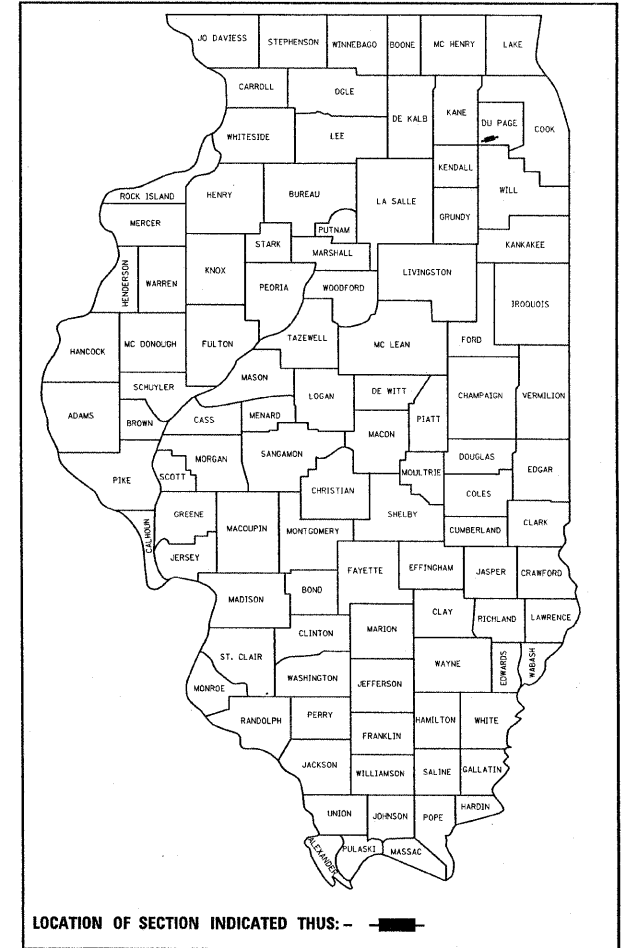 JO DAVIESS STEPHENSON WINNEBAGO BOONE MC HENRY LAKE
CARROLL OGLE DE KALB KANE DU PAGE COOK
WHITESIDE LEE
KENDALL WILL
ROCK ISLAND HENRY BUREAU LA SALLE GRUNDY
MERCER PUTNAM
STARK MARSHALL KANKAKEE
HENDERSON WARREN KNOX PEORIA WOODFORD LIVINGSTON IROQUOIS
HANCOCK MC DONOUGH FULTON TAZEWELL MC LEAN FORD
SCHUYLER MASON LOGAN DE WITT CHAMPAIGN VERMILION
ADAMS BROWN CASS MENARD MACON PIATT
PIKE SCOTT MORGAN SANGAMON MOULTRIE DOUGLAS EDGAR
CHRISTIAN COLES
CALHOUN GREENE MACOUPIN MONTGOMERY SHELBY CUMBERLAND CLARK
JERSEY
MADISON BOND FAYETTE EFFINGHAM JASPER CRAWFORD
CLINTON MARION CLAY RICHLAND LAWRENCE
ST. CLAIR WASHINGTON JEFFERSON WAYNE EDWARDS WABASH
MONROE
RANDOLPH PERRY FRANKLIN HAMILTON WHITE
JACKSON WILLIAMSON SALINE GALLATIN
UNION JOHNSON POPE HARDIN
ALEXANDER PULASKI MASSAC
LOCATION OF SECTION INDICATED THUS: -